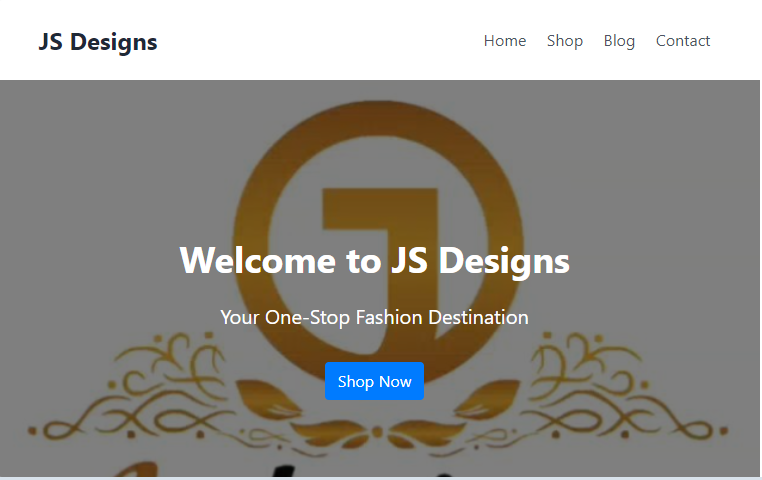 JS Designs
Home Shop Blog Contact
J
Welcome to JS Designs
Your One-Stop Fashion Destination
Shop Now